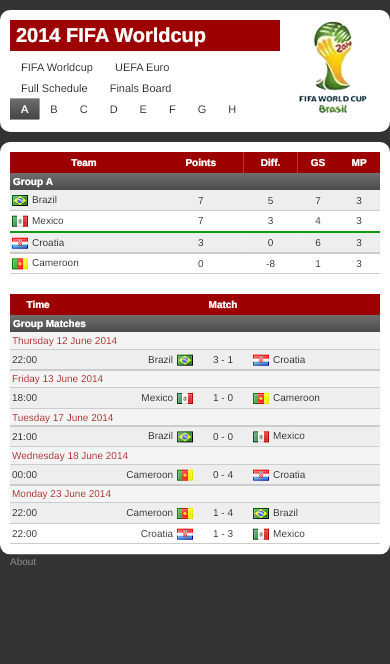 2014 FIFA Worldcup
FIFA Worldcup UEFA Euro
Full Schedule Finals Board
A B C D E F G H
2014
FIFA WORLD CUP
Brasil
Team Points Diff. GS MP
Group A
Brazil 7 5 7 3
Mexico 7 3 4 3
Croatia 3 0 6 3
Cameroon 0 -8 1 3
Time Match
Group Matches
Thursday 12 June 2014
22:00 Brazil 3 - 1 Croatia
Friday 13 June 2014
18:00 Mexico 1 - 0 Cameroon
Tuesday 17 June 2014
21:00 Brazil 0 - 0 Mexico
Wednesday 18 June 2014
00:00 Cameroon 0 - 4 Croatia
Monday 23 June 2014
22:00 Cameroon 1 - 4 Brazil
22:00 Croatia 1 - 3 Mexico
About